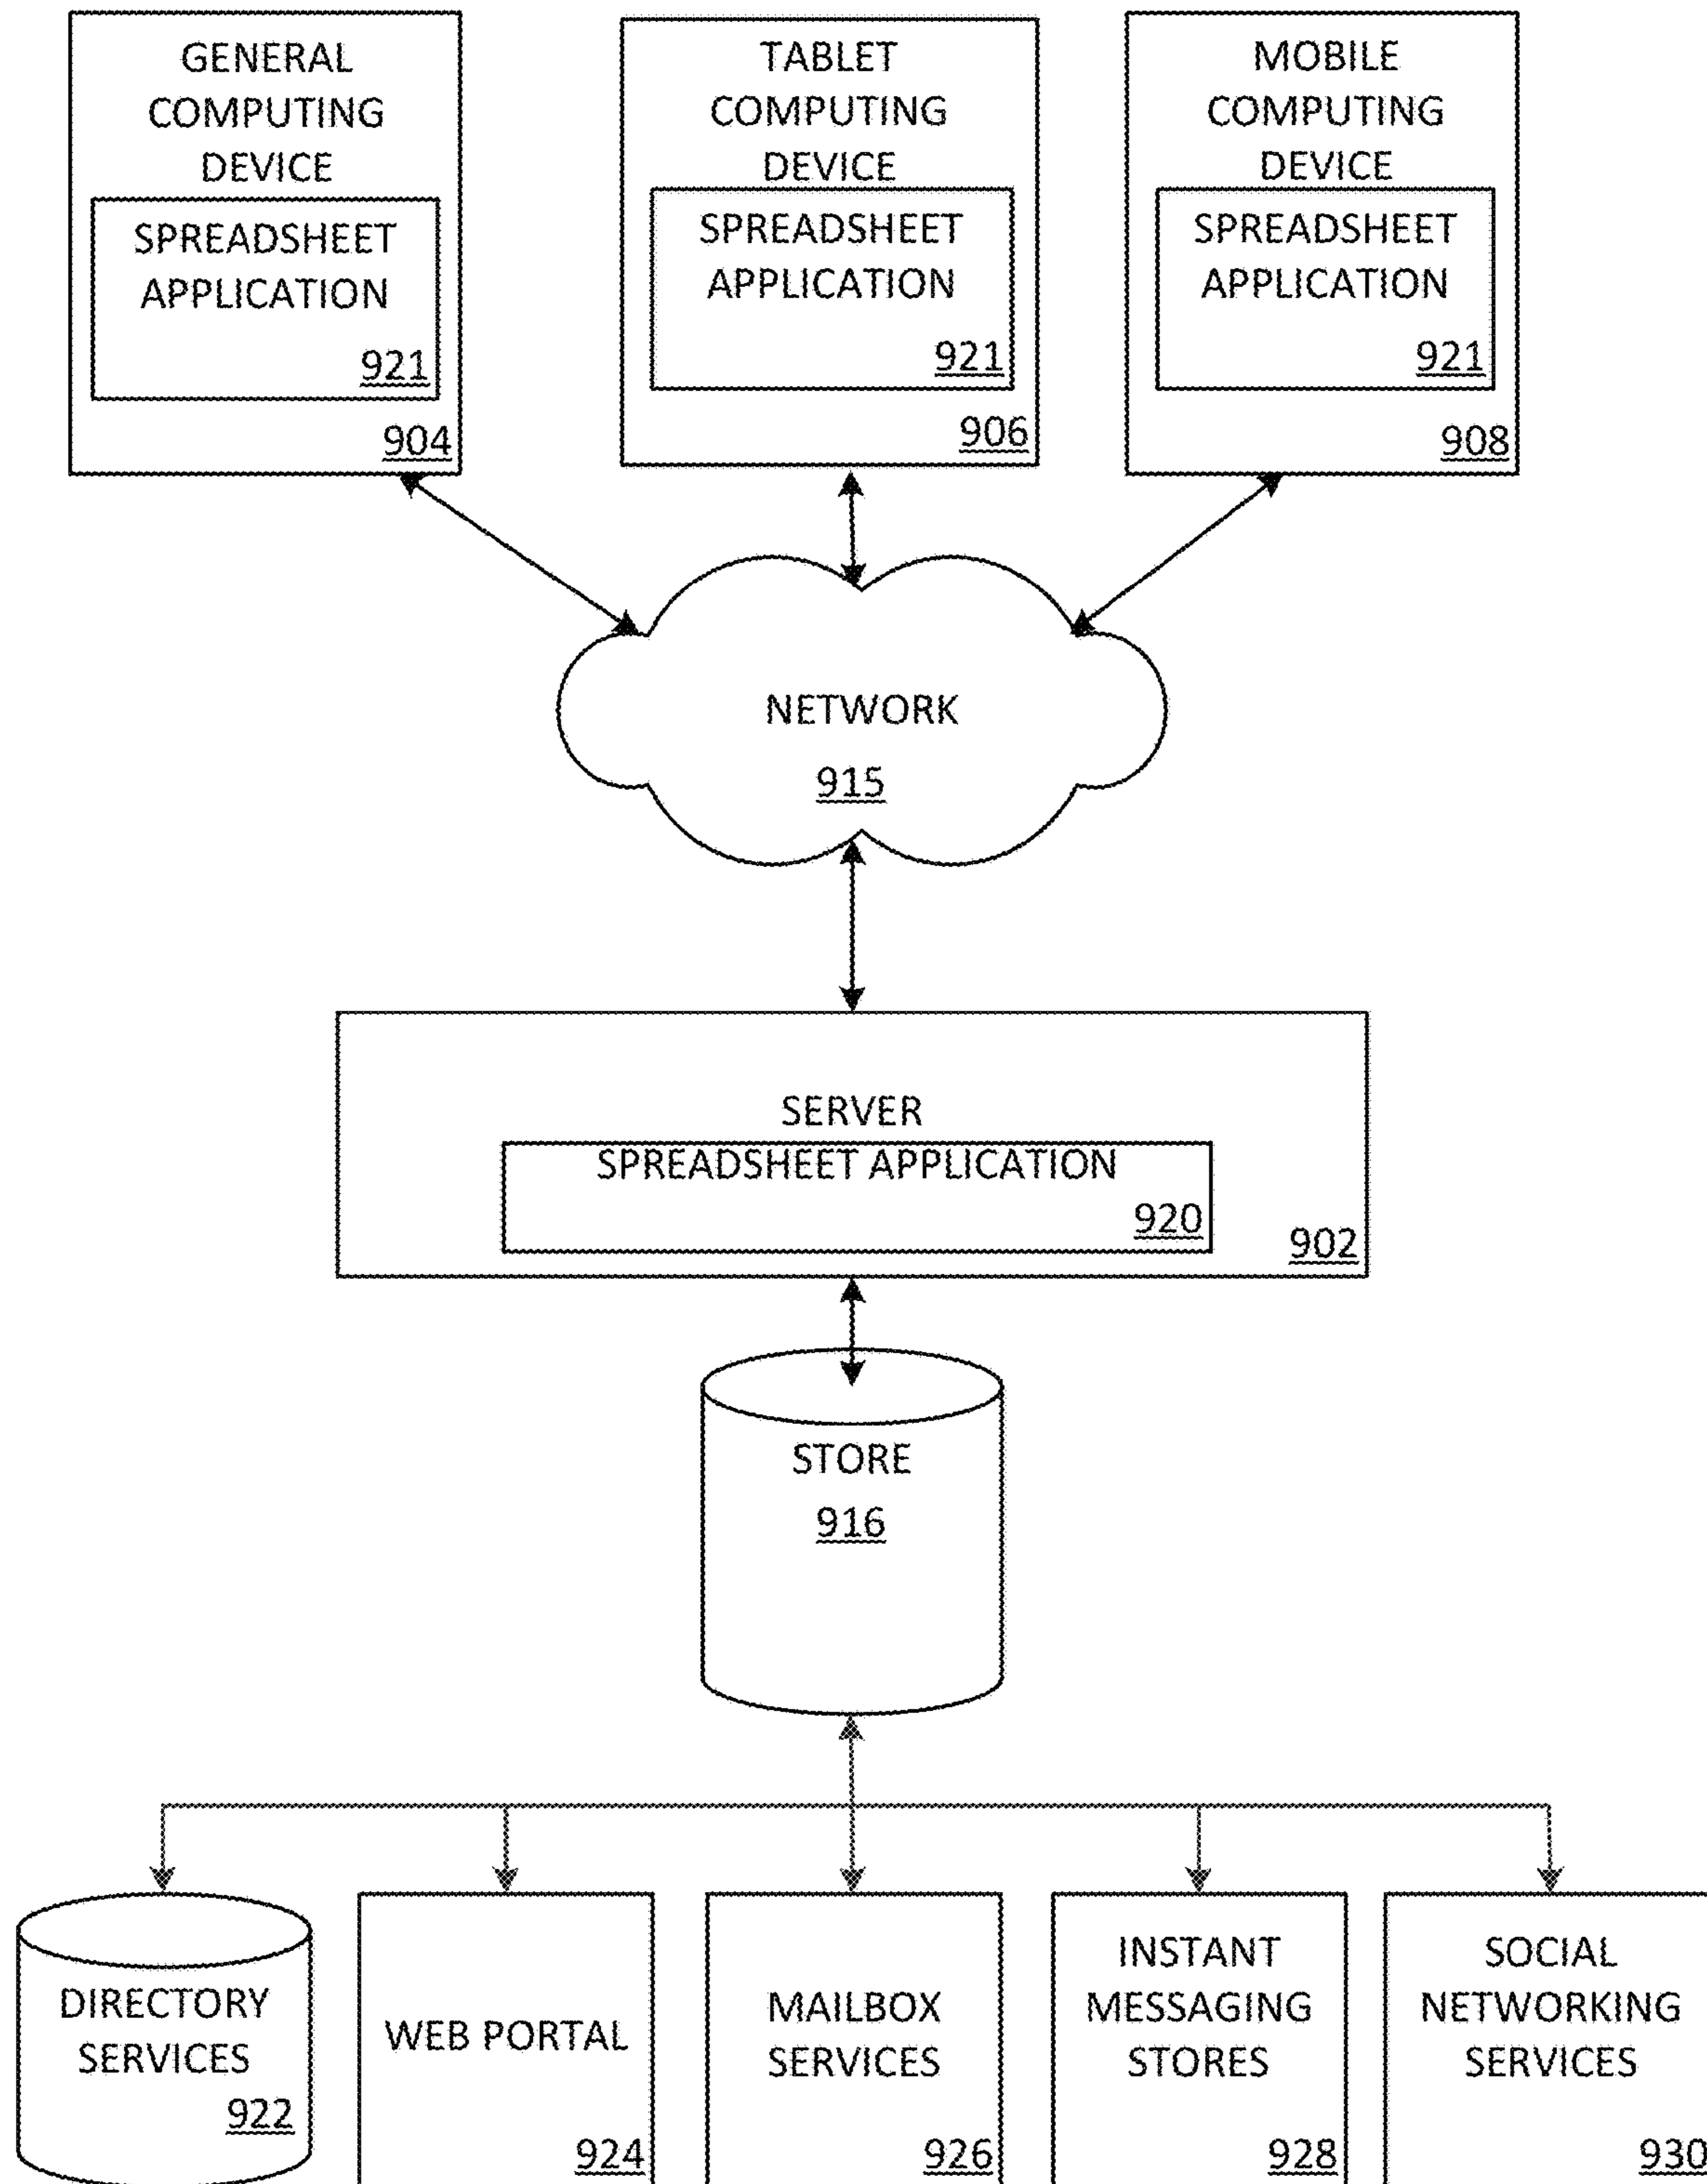 GENERAL
COMPUTING
DEVICE
SPREADSHEET
APPLICATION
921
904
TABLET
COMPUTING
DEVICE
SPREADSHEET
APPLICATION
921
906
MOBILE
COMPUTING
DEVICE
SPREADSHEET
APPLICATION
921
908
NETWORK
915
SERVER
SPREADSHEET APPLICATION
920
902
STORE
916
DIRECTORY
SERVICES
922
WEB PORTAL
924
MAILBOX
SERVICES
926
INSTANT
MESSAGING
STORES
928
SOCIAL
NETWORKING
SERVICES
930